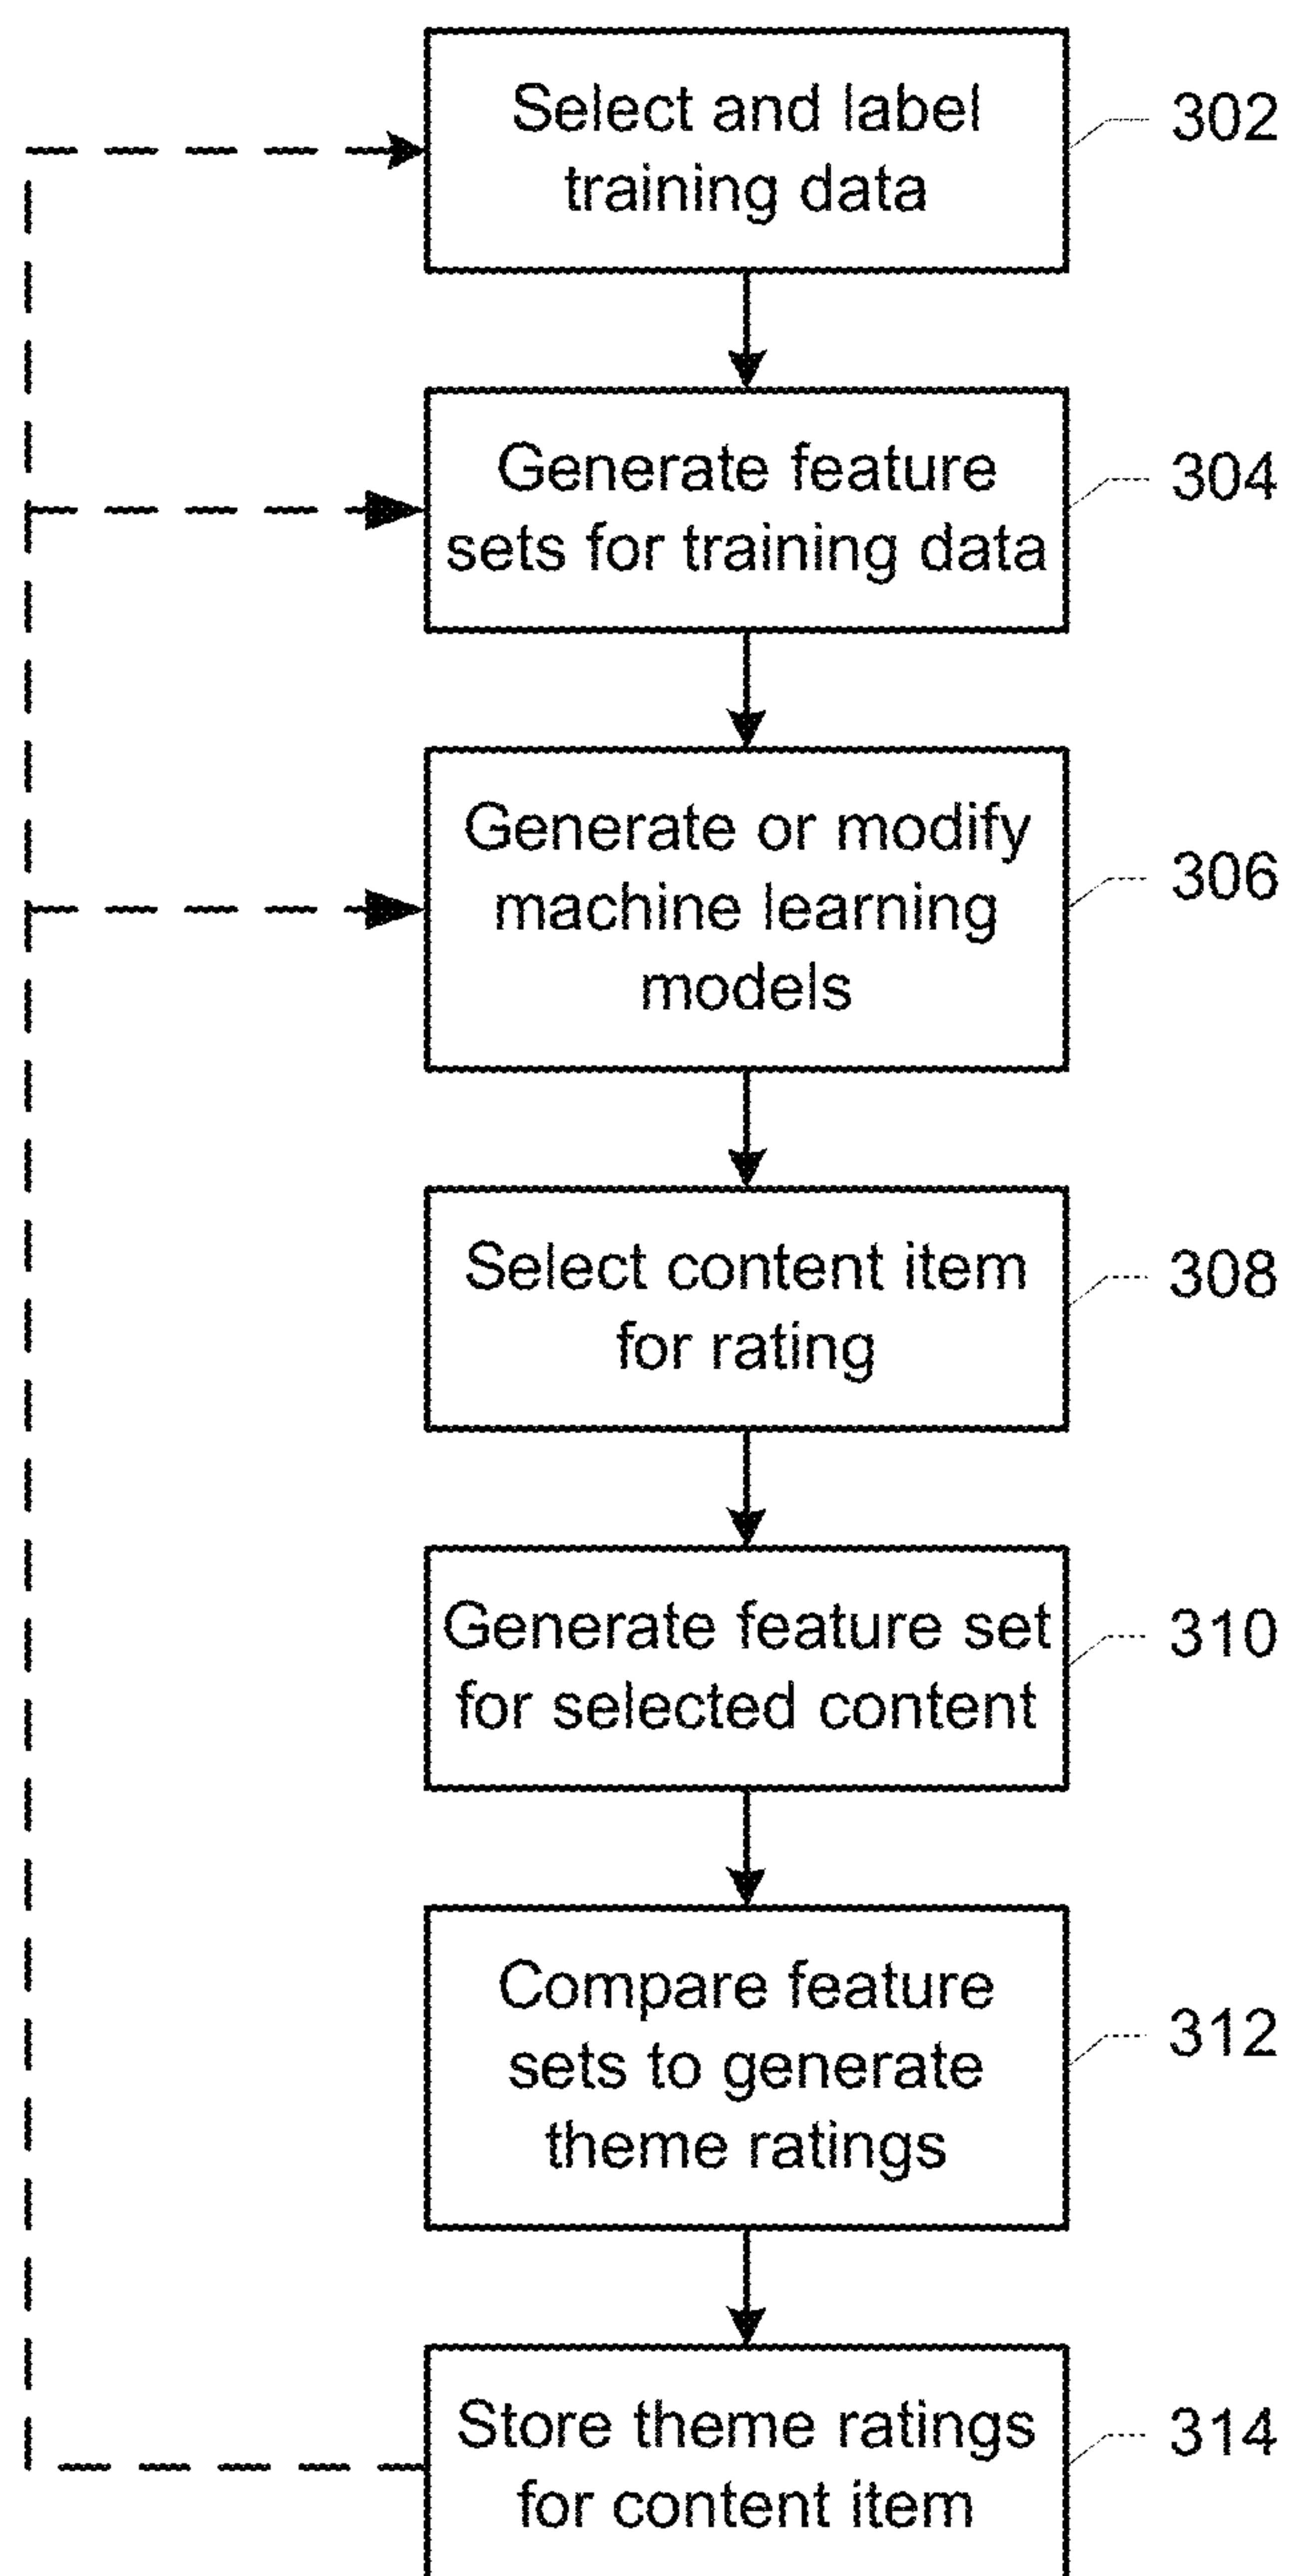 Select and label
training data
302
Generate feature
sets for training data
304
Generate or modify
machine learning
models
306
Select content item
for rating
308
Generate feature set
for selected content
310
Compare feature
sets to generate
theme ratings
312
Store theme ratings
for content item
314